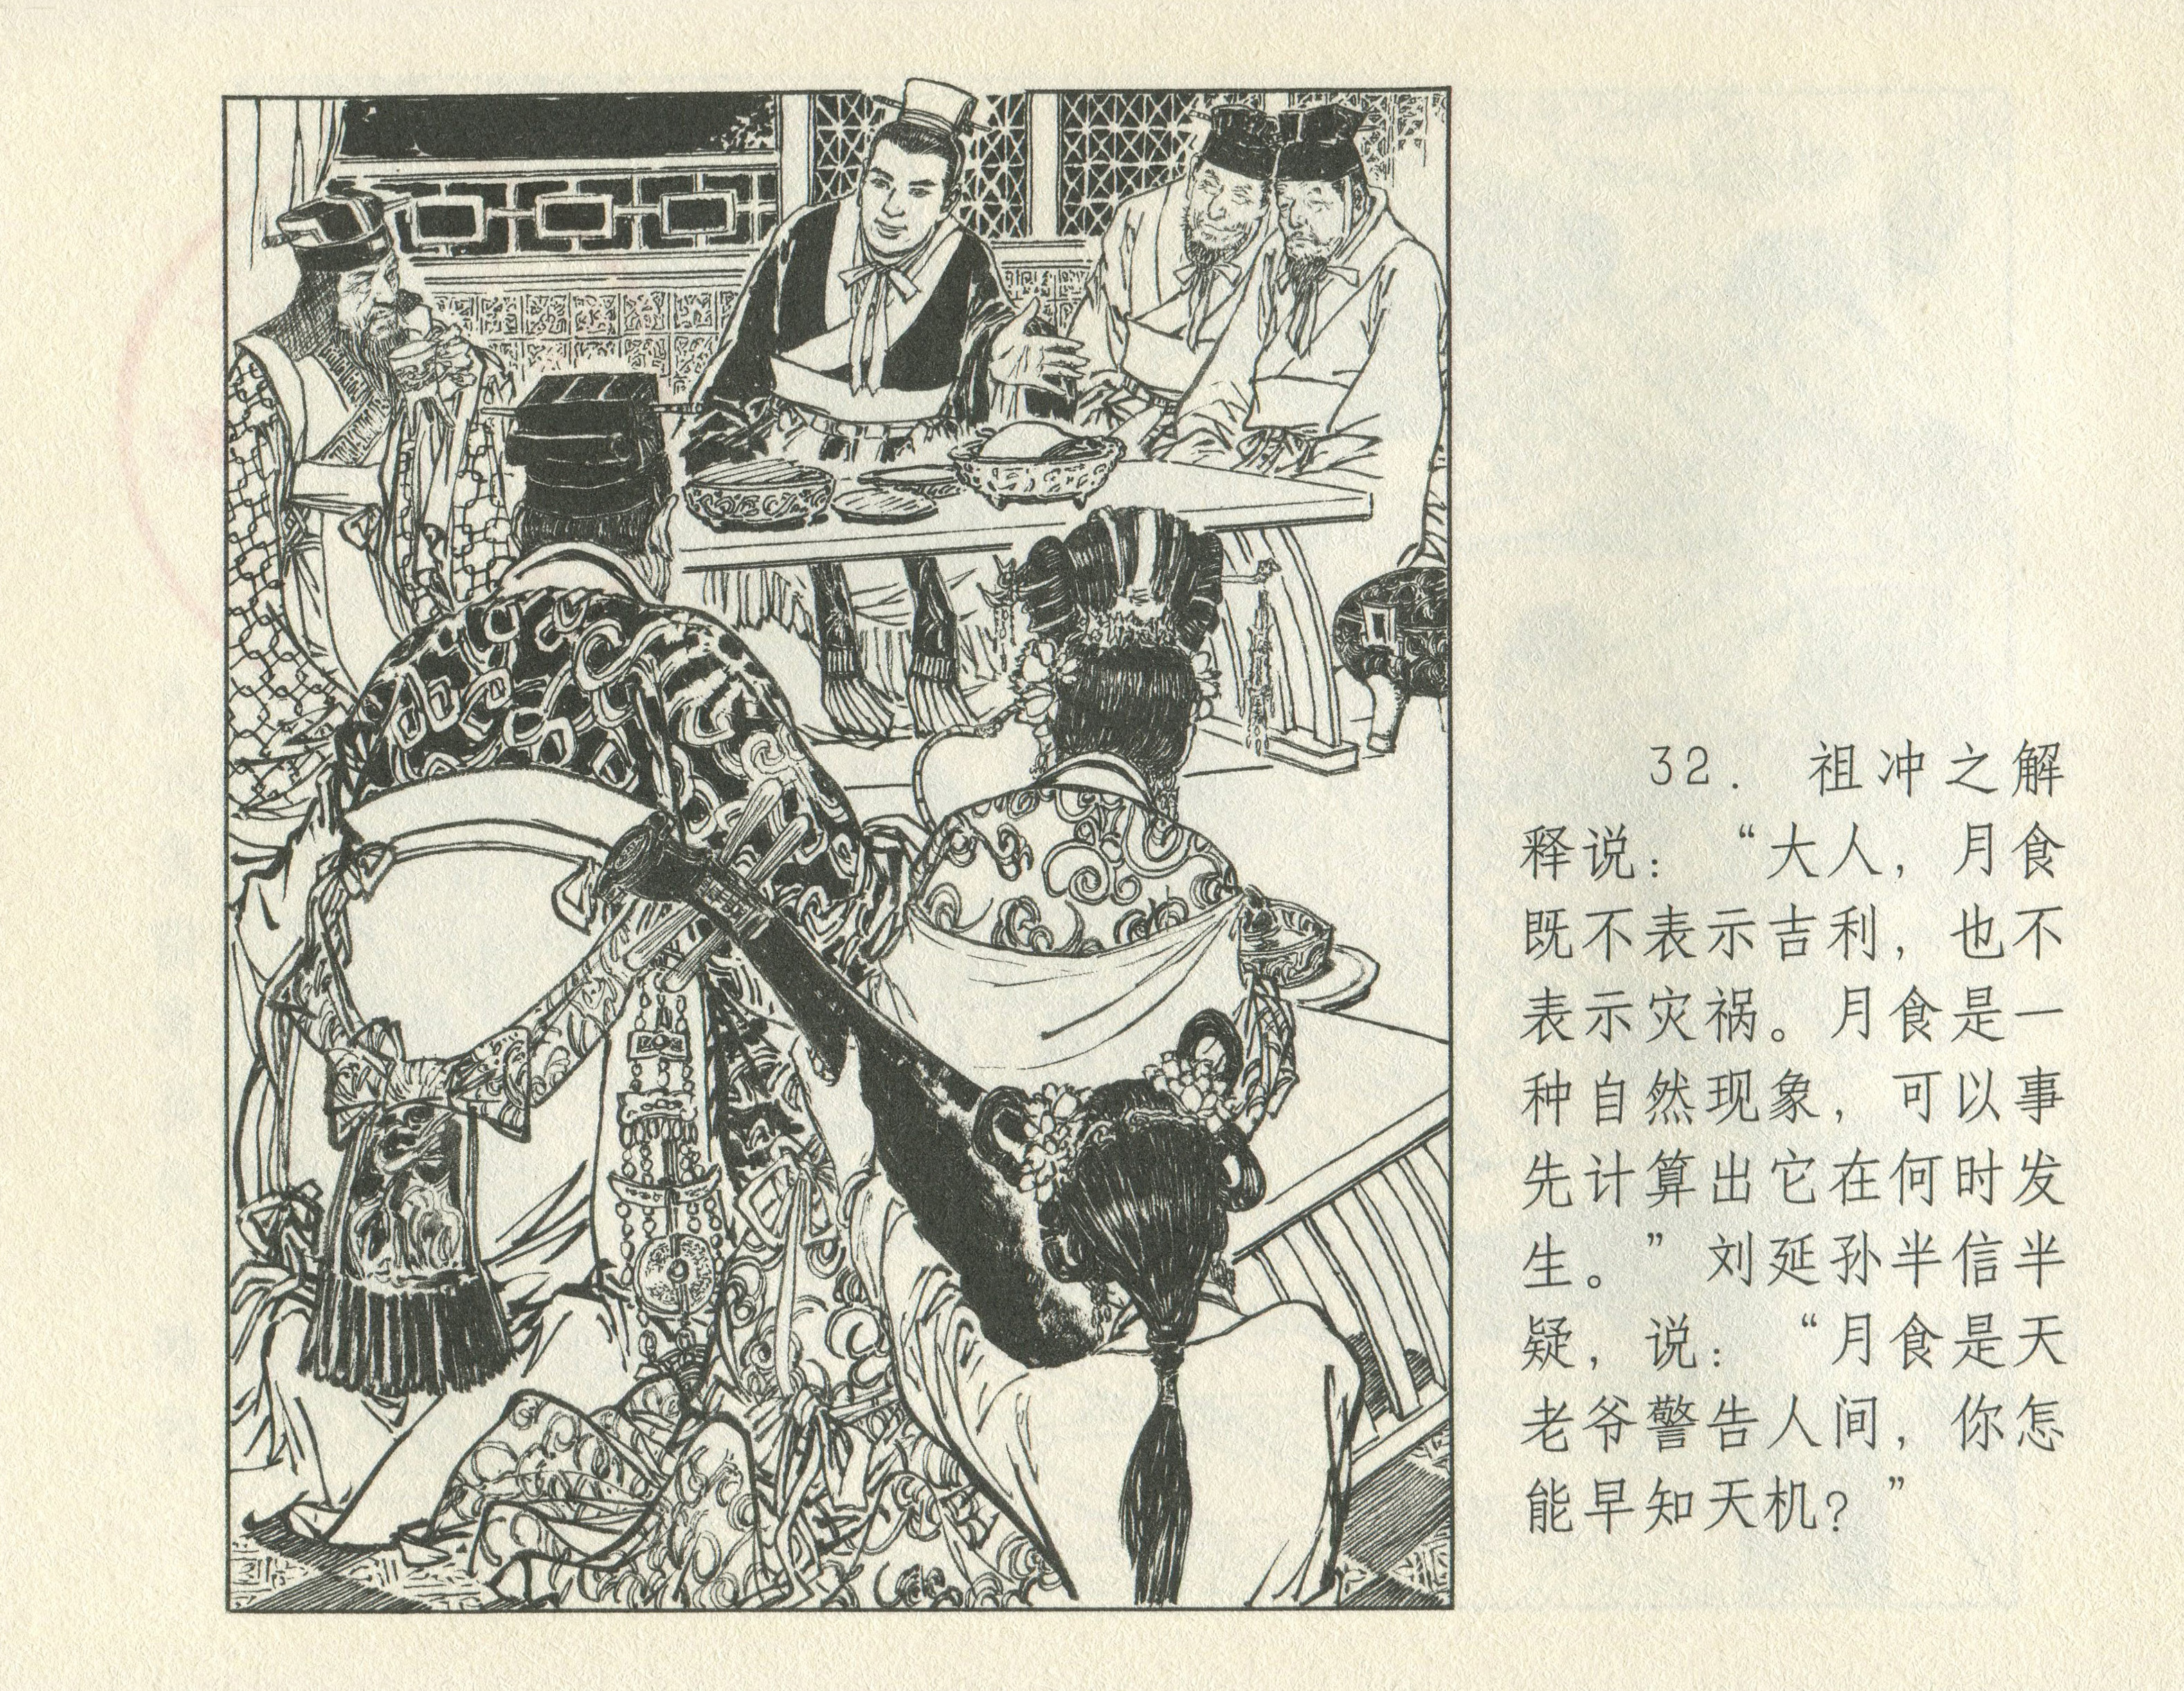 32. 祖冲之解
释说：“大人，月食
既不表示吉利，也不
表示灾祸。月食是一
种自然现象，可以事
先计算出它在何时发
生。”刘延孙半信半
疑，说：“月食是天
老爷警告人间，你怎
能早知天机？”